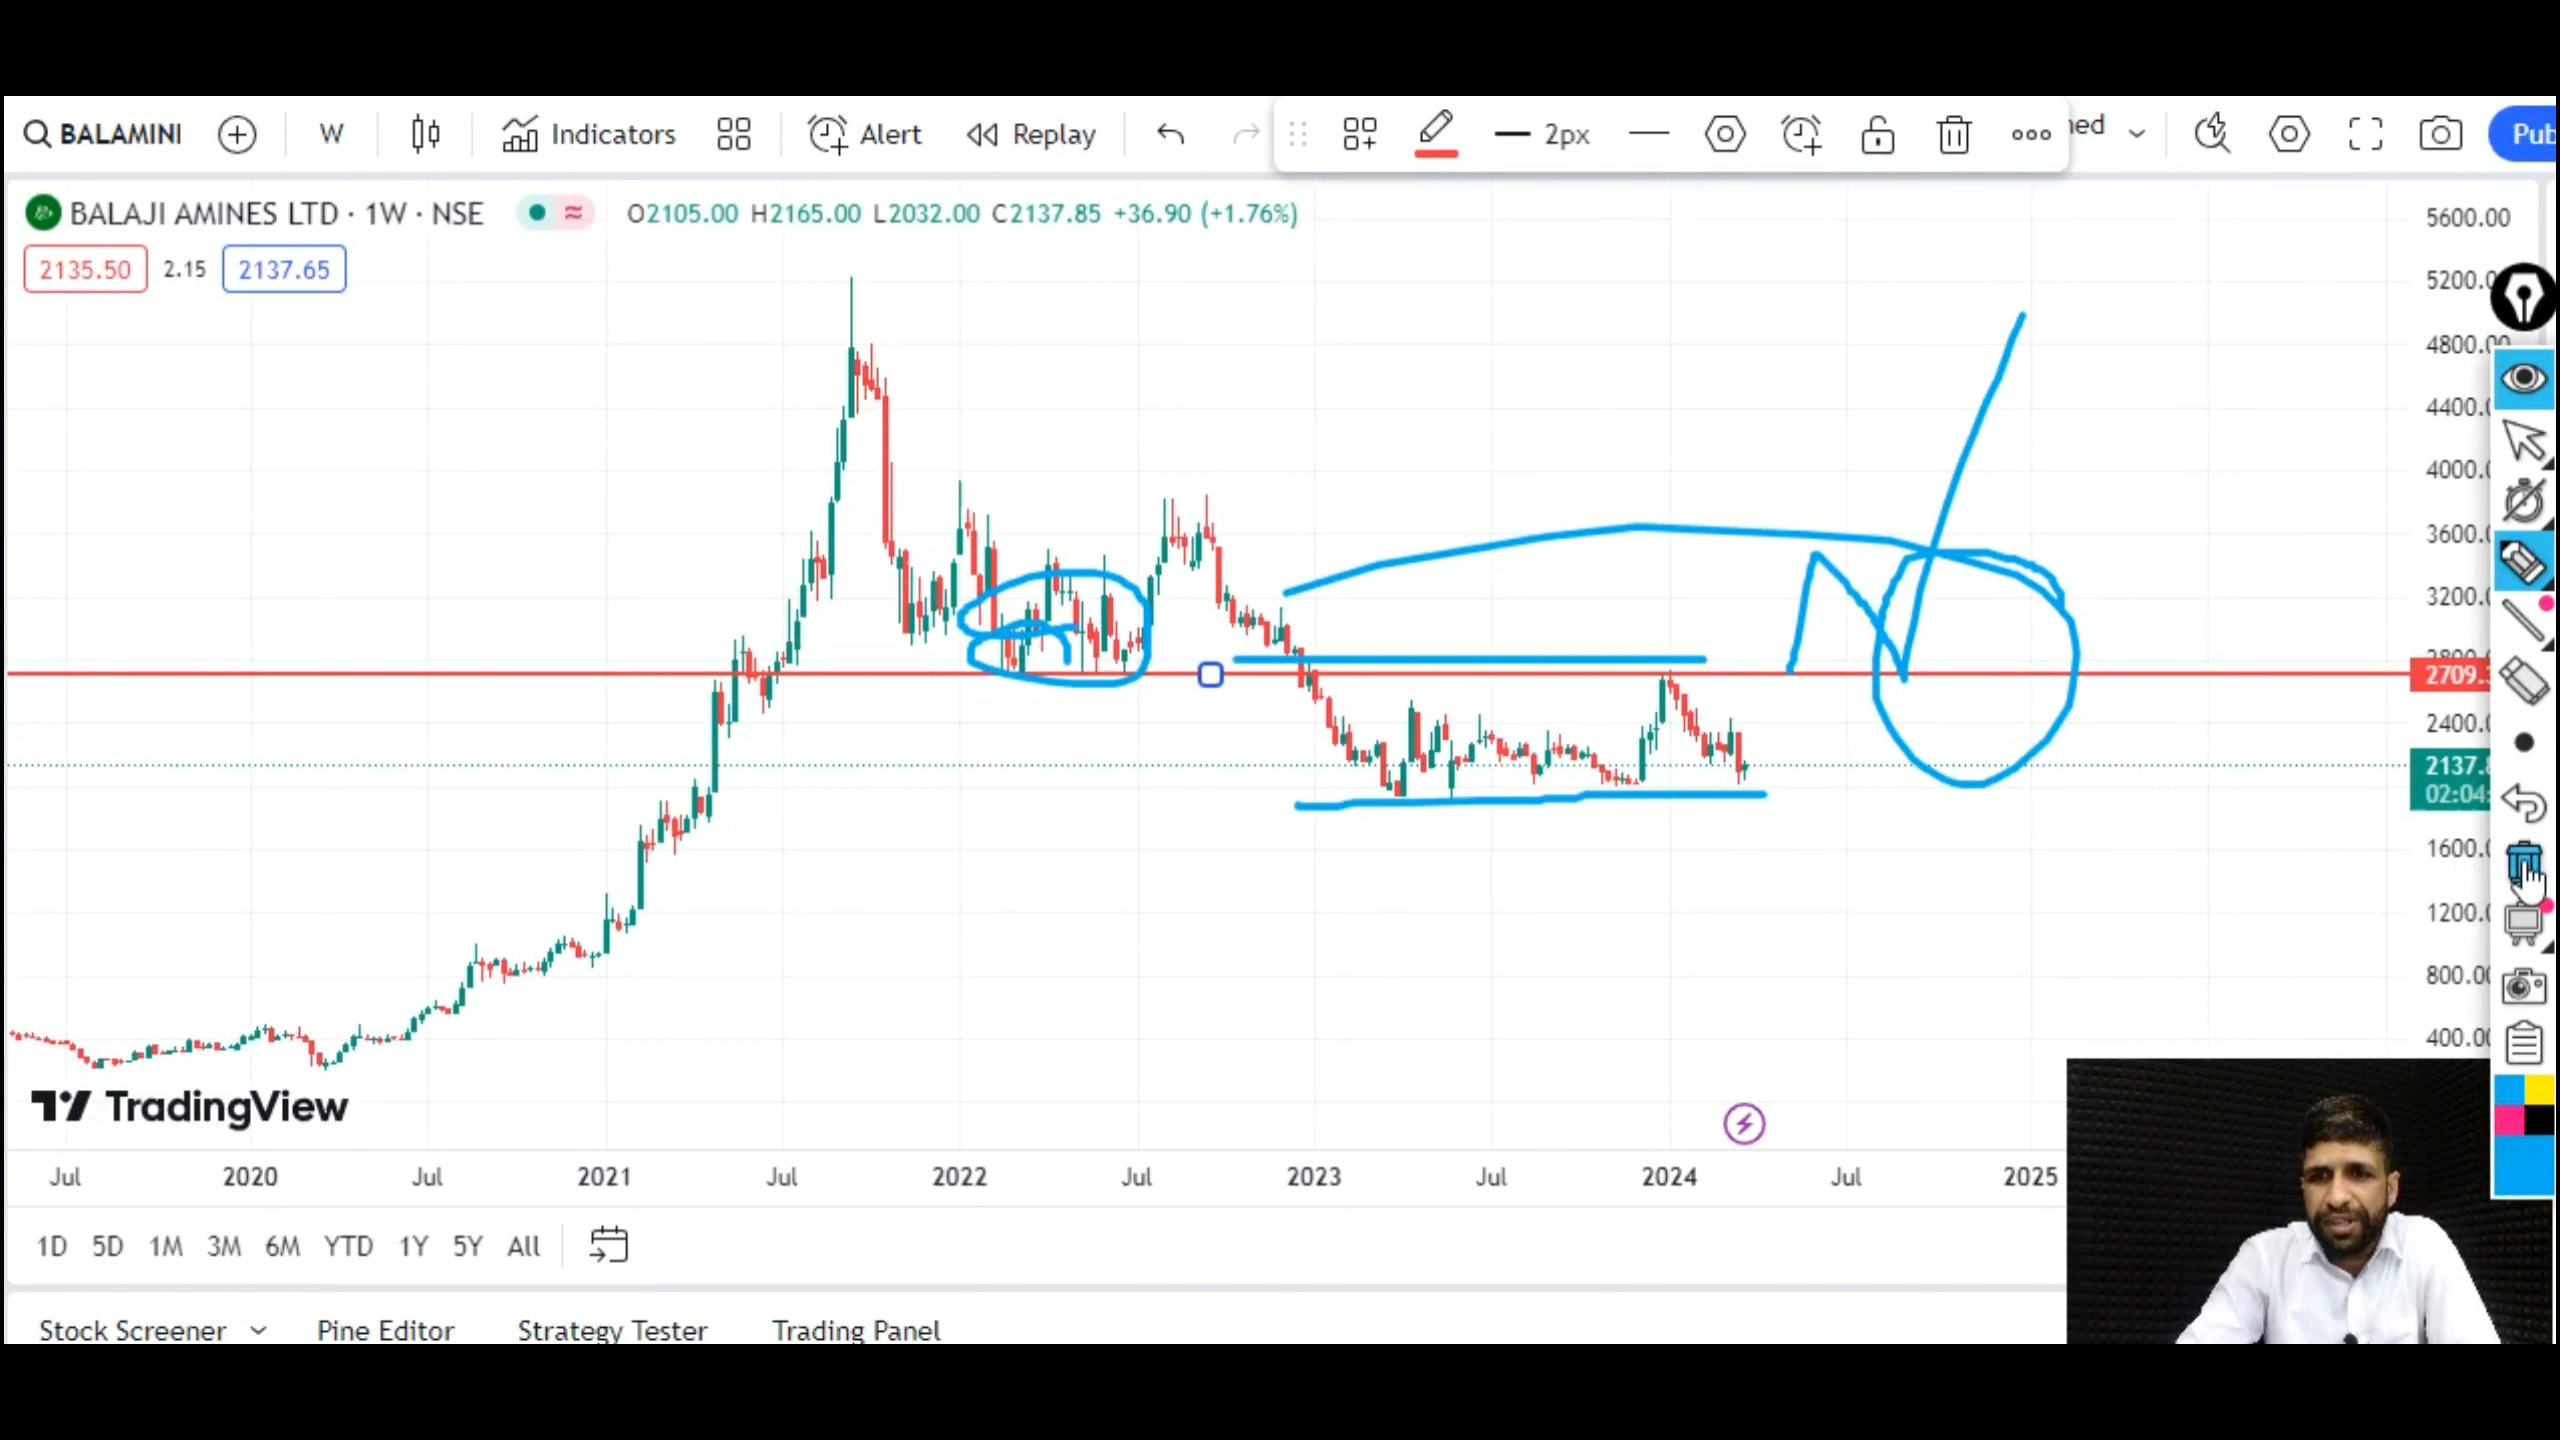 BALAMINI W Indicators Alert Replay 2px Pub
BALAJI AMINES LTD · 1W · NSE O2105.00 H2165.00 L2032.00 C2137.85 +36.90 (+1.76%)
2135.50 2.15 2137.65
5600.00
5200.0
4800.00
4400.0
4000.0
3600.0
3200.0
2800
2709.
2400.0
2137.8
02:04:
1600.0
1200.0
800.00
400.00
TradingView
Jul 2020 Jul 2021 Jul 2022 Jul 2023 Jul 2024 Jul 2025
1D 5D 1M 3M 6M YTD 1Y 5Y All
Stock Screener Pine Editor Strategy Tester Trading Panel